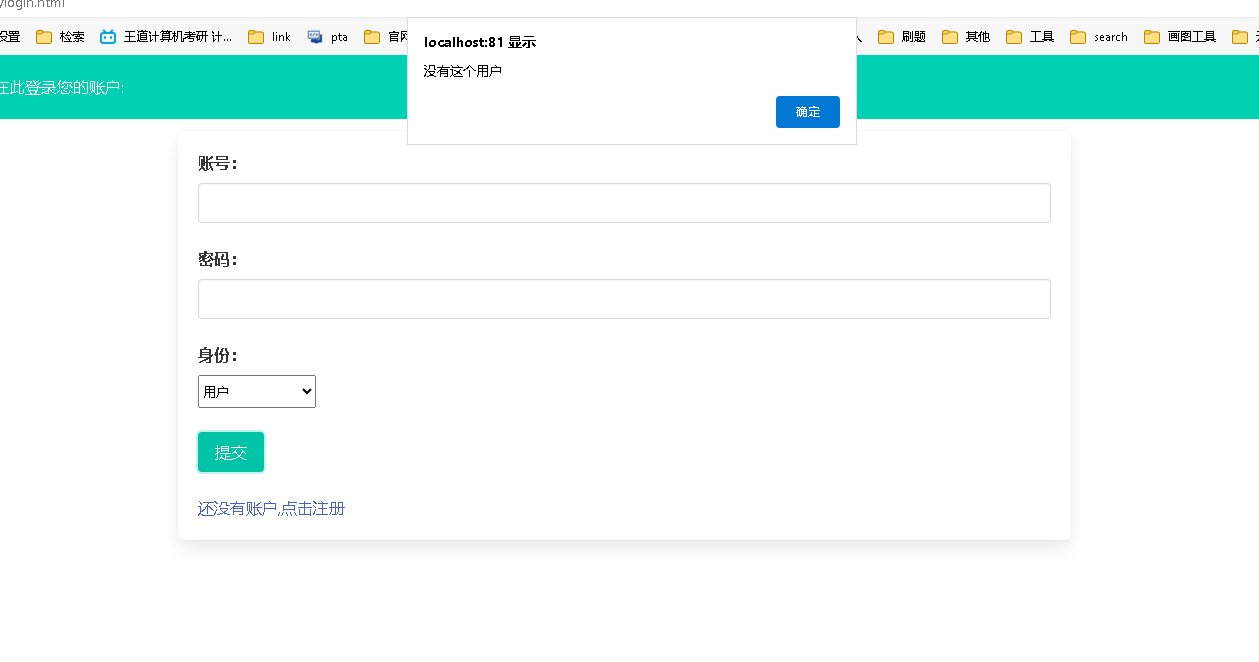 ylogin.html
设置 检索 王道计算机考研 计... link pta 官网 人 刷题 其他 工具 search 画图工具
localhost:81 显示
没有这个用户
确定
在此登录您的账户:
账号：
密码：
身份：
用户
提交
还没有账户,点击注册